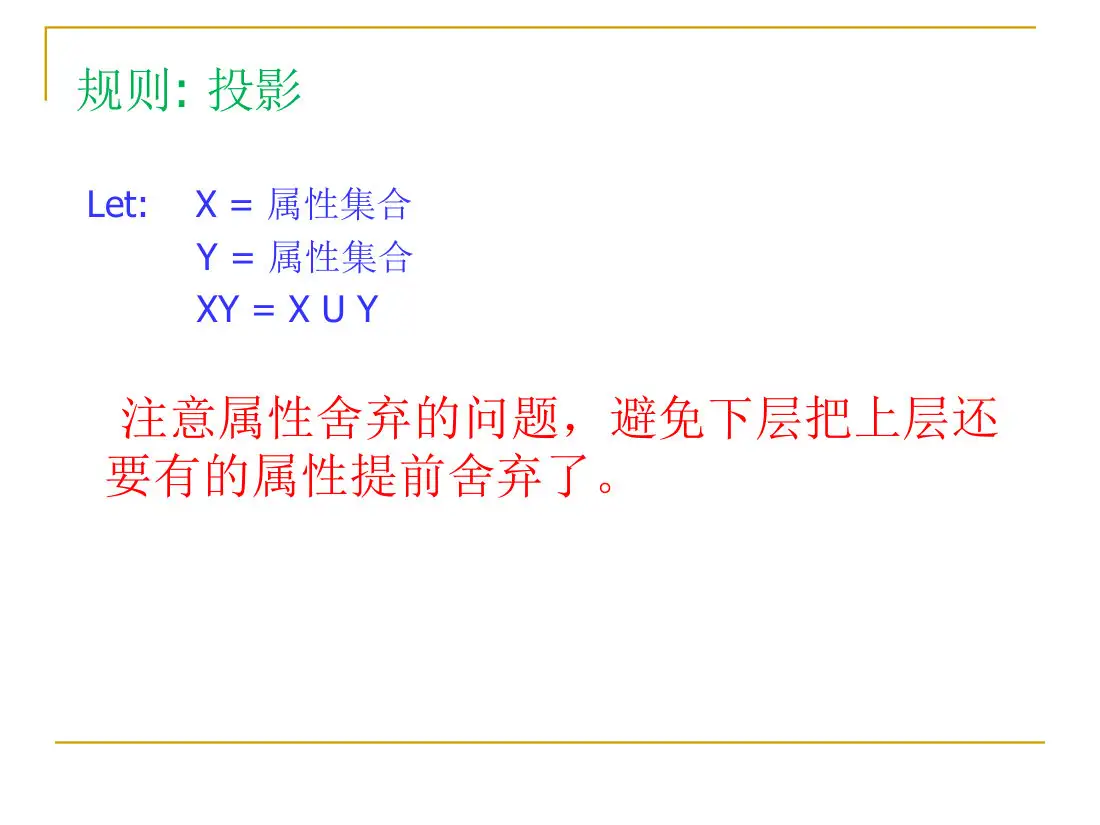 规则: 投影
Let: X = 属性集合
Y = 属性集合
XY = X U Y
注意属性舍弃的问题，避免下层把上层还
要有的属性提前舍弃了。